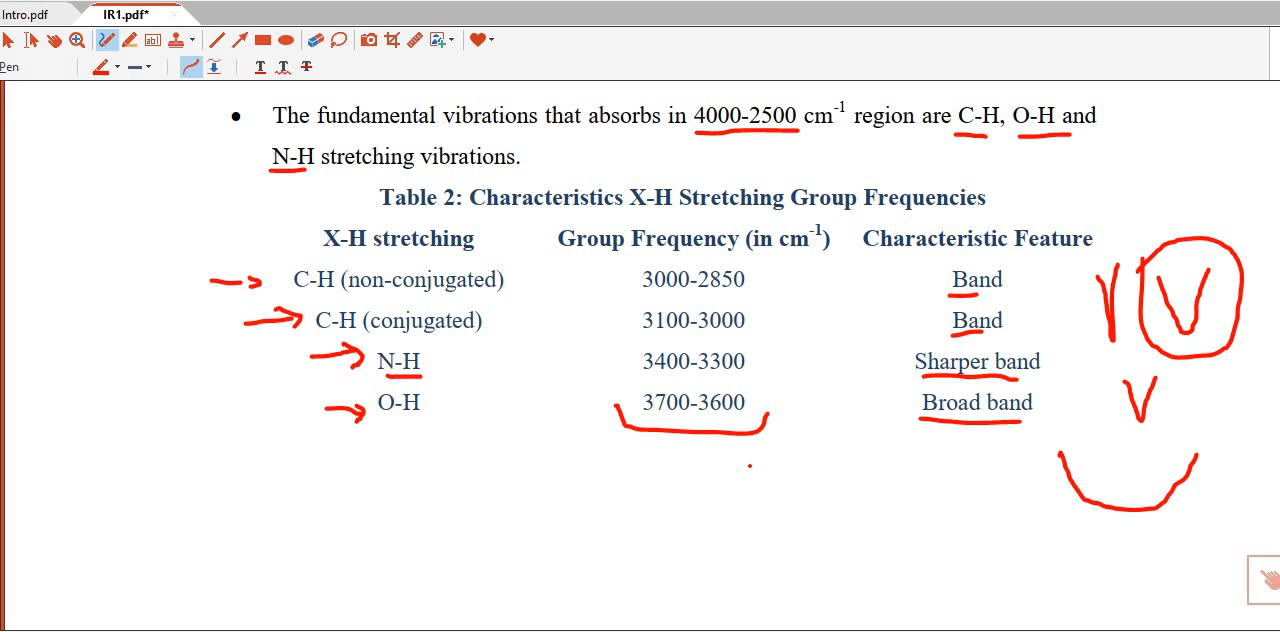 Intro.pdf
IR1.pdf*
ab|
Pen
T T T
• The fundamental vibrations that absorbs in 4000-2500 cm⁻¹ region are C-H, O-H and
N-H stretching vibrations.
Table 2: Characteristics X-H Stretching Group Frequencies
X-H stretching Group Frequency (in cm⁻¹) Characteristic Feature
C-H (non-conjugated) 3000-2850 Band
C-H (conjugated) 3100-3000 Band
N-H 3400-3300 Sharper band
O-H 3700-3600 Broad band